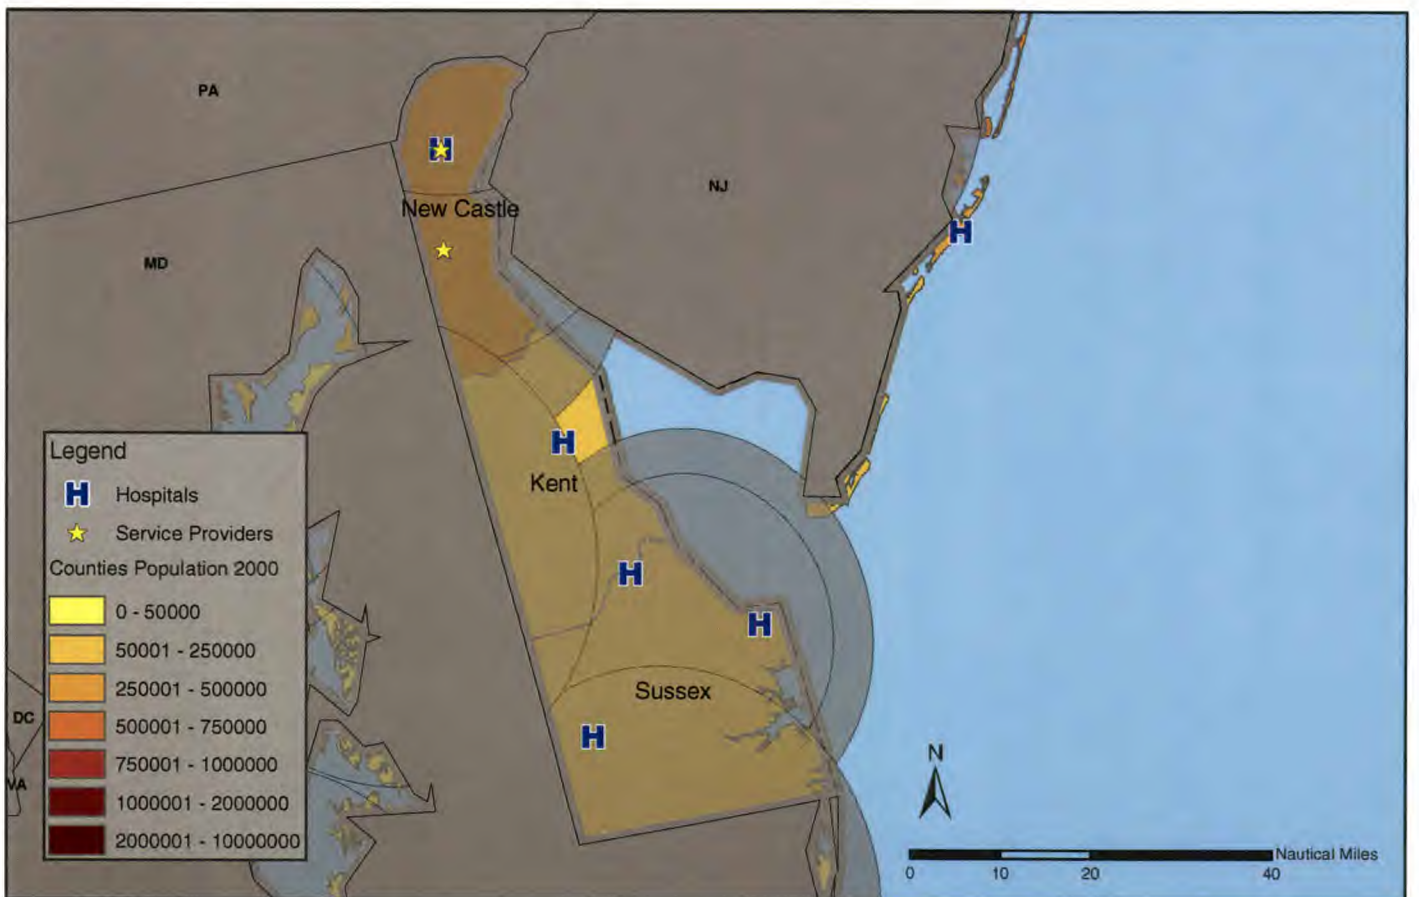 PA
NJ
H
New Castle
H
MD
Legend
H Hospitals
Service Providers
Counties Population 2000
0 - 50000
50001 - 250000
250001 - 500000
500001 - 750000
750001 - 1000000
1000001 - 2000000
2000001 - 10000000
DC
VA
H
Kent
H
H
Sussex
H
N
Nautical Miles
0 10 20 40